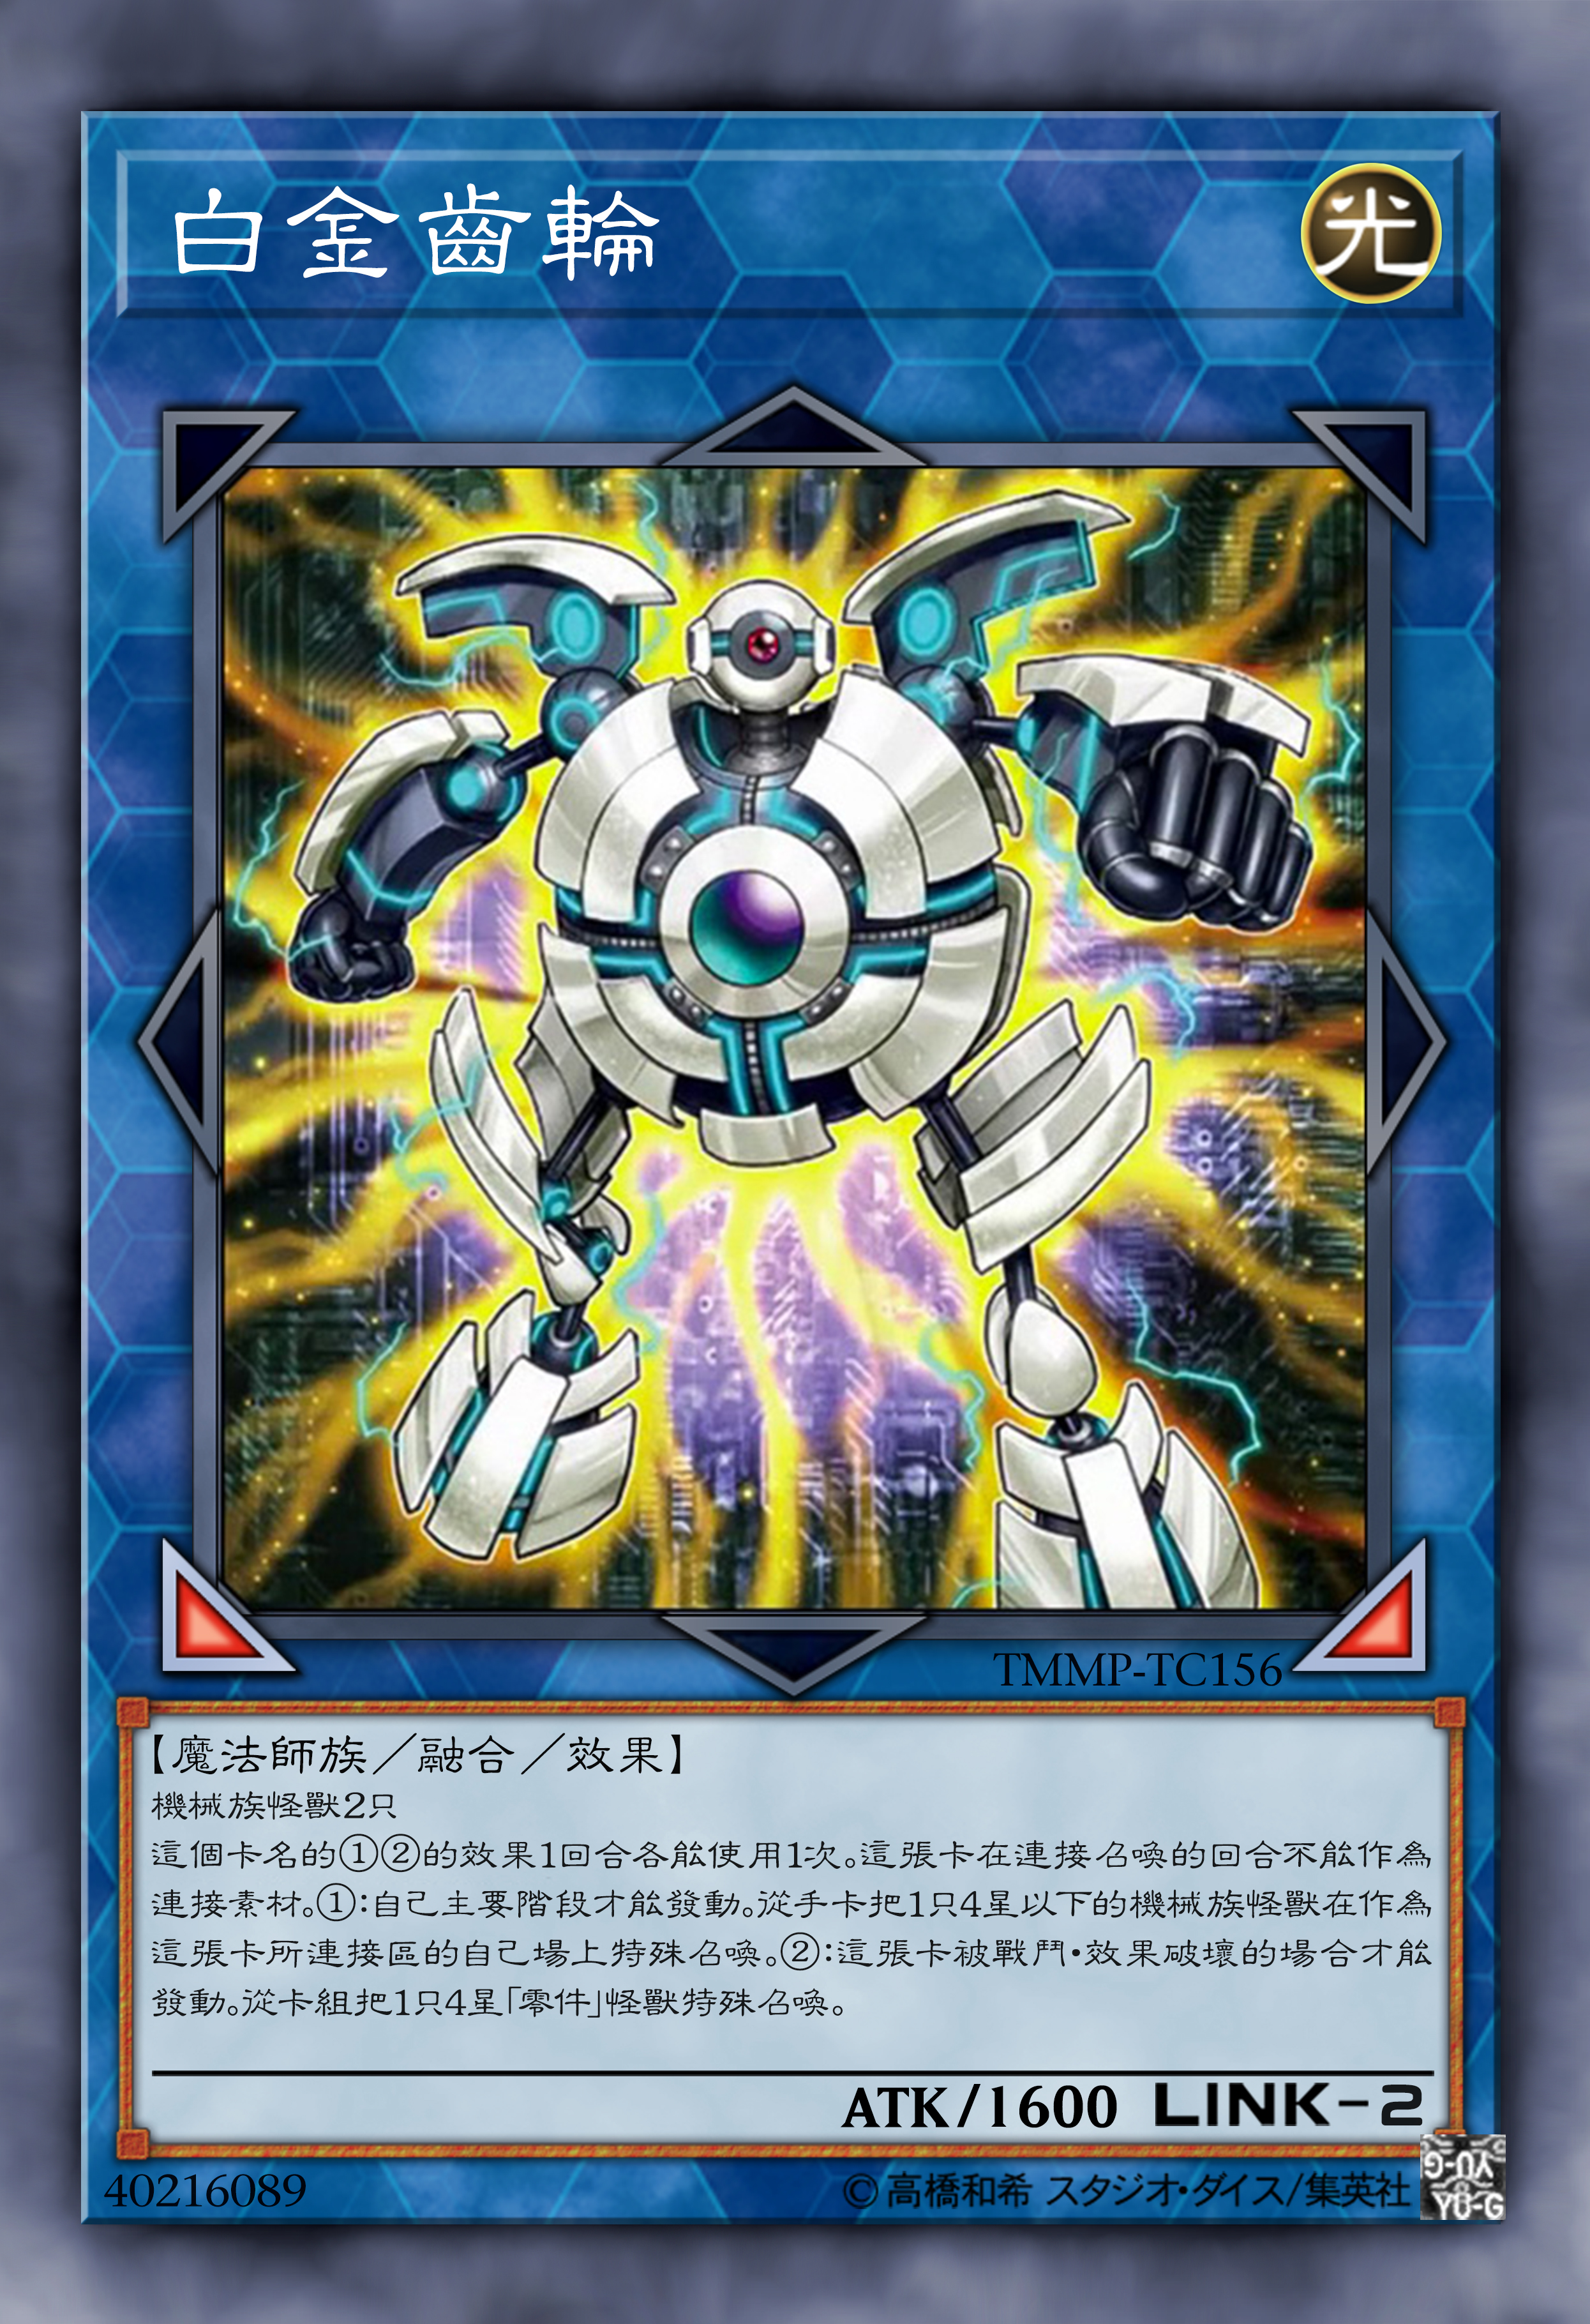 白金齒輪
光
TMMP-TC156
【魔法師族／融合／效果】
機械族怪獸2只
這個卡名的①②的效果1回合各能使用1次。這張卡在連接召喚的回合不能作為
連接素材。①：自己主要階段才能發動。從手卡把1只4星以下的機械族怪獸在作為
這張卡所連接區的自己場上特殊召喚。②：這張卡被戰鬥·效果破壞的場合才能
發動。從卡組把1只4星「零件」怪獸特殊召喚。
ATK/1600 LINK-2
40216089 ©高橋和希 スタジオ・ダイス/集英社